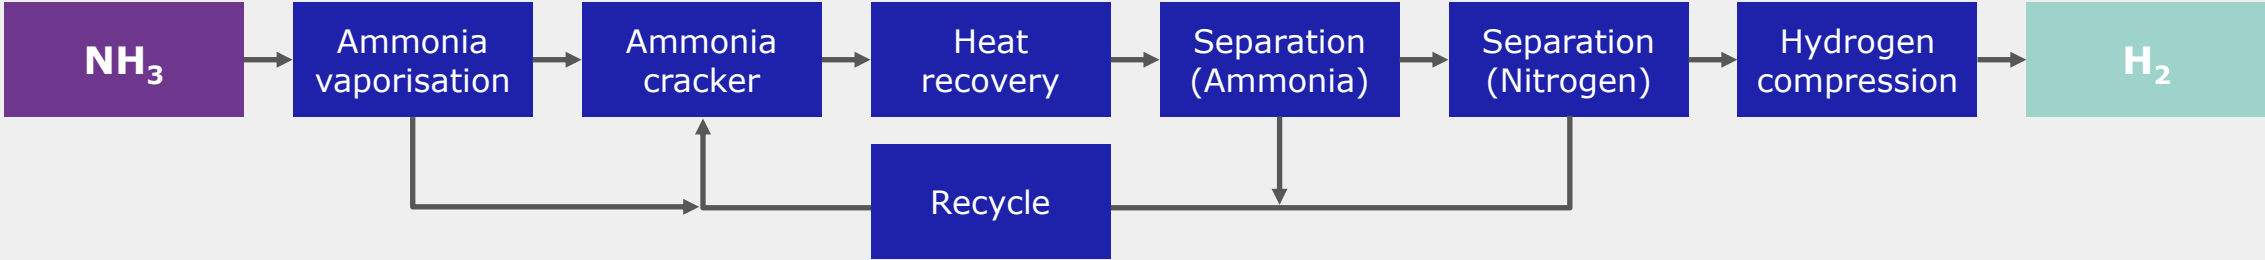 NH₃
Ammonia
vaporisation
Ammonia
cracker
Heat
recovery
Separation
(Ammonia)
Separation
(Nitrogen)
Hydrogen
compression
H₂
Recycle